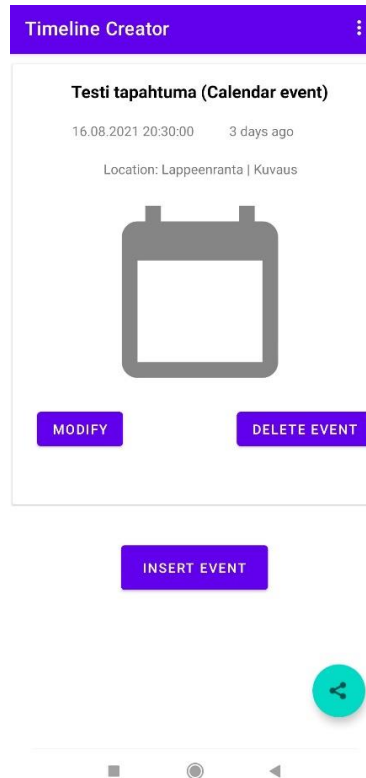 Timeline Creator
Testi tapahtuma (Calendar event)
16.08.2021 20:30:00 3 days ago
Location: Lappeenranta | Kuvaus
MODIFY DELETE EVENT
INSERT EVENT